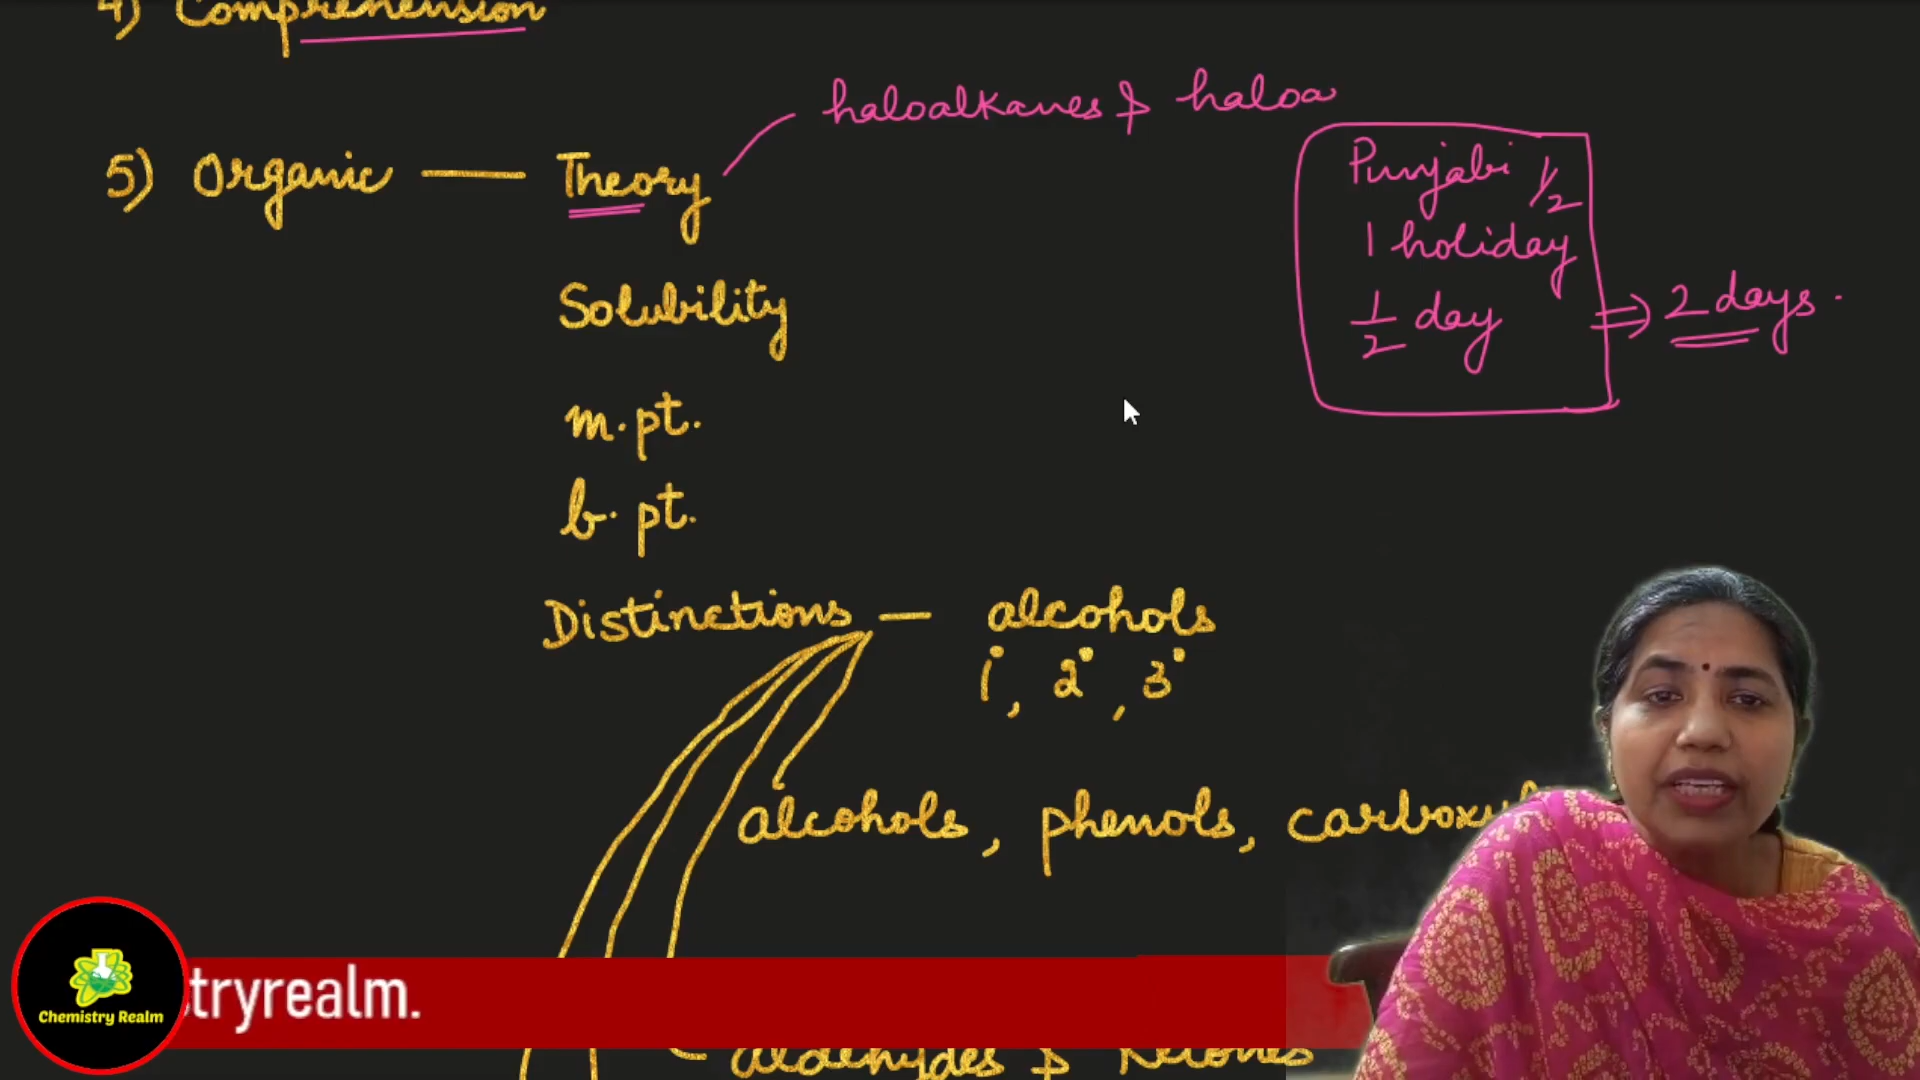 4) Comprehension
haloalkanes & haloa
5) Organic — Theory
Punjabi 1/2
1 holiday
1/2 day ⇒ 2 days.
Solubility
m.pt.
b.pt.
Distinctions — alcohols
1°, 2°, 3°
alcohols, phenols,
tryrealm.
Chemistry Realm
aldehydes & Ketones